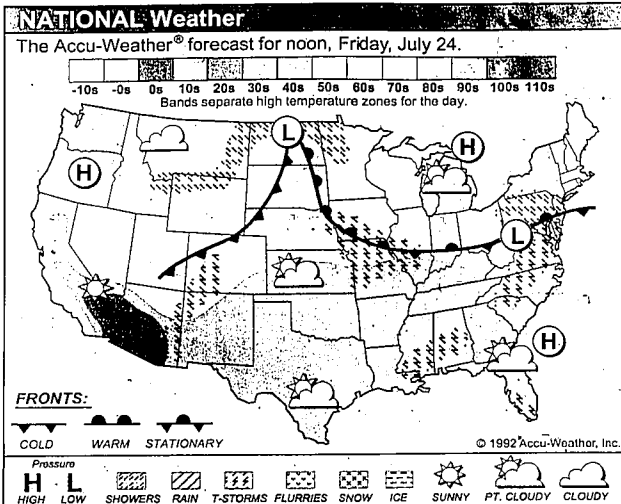 NATIONAL Weather
The Accu-Weather® forecast for noon, Friday, July 24.
-10s -0s 0s 10s 20s 30s 40s 50s 60s 70s 80s 90s 100s 110s
Bands separate high temperature zones for the day.
L
H
H
L
H
FRONTS:
COLD WARM STATIONARY
© 1992 Accu-Weather, Inc.
Pressure
H L
HIGH LOW SHOWERS RAIN T-STORMS FLURRIES SNOW ICE SUNNY PT. CLOUDY CLOUDY